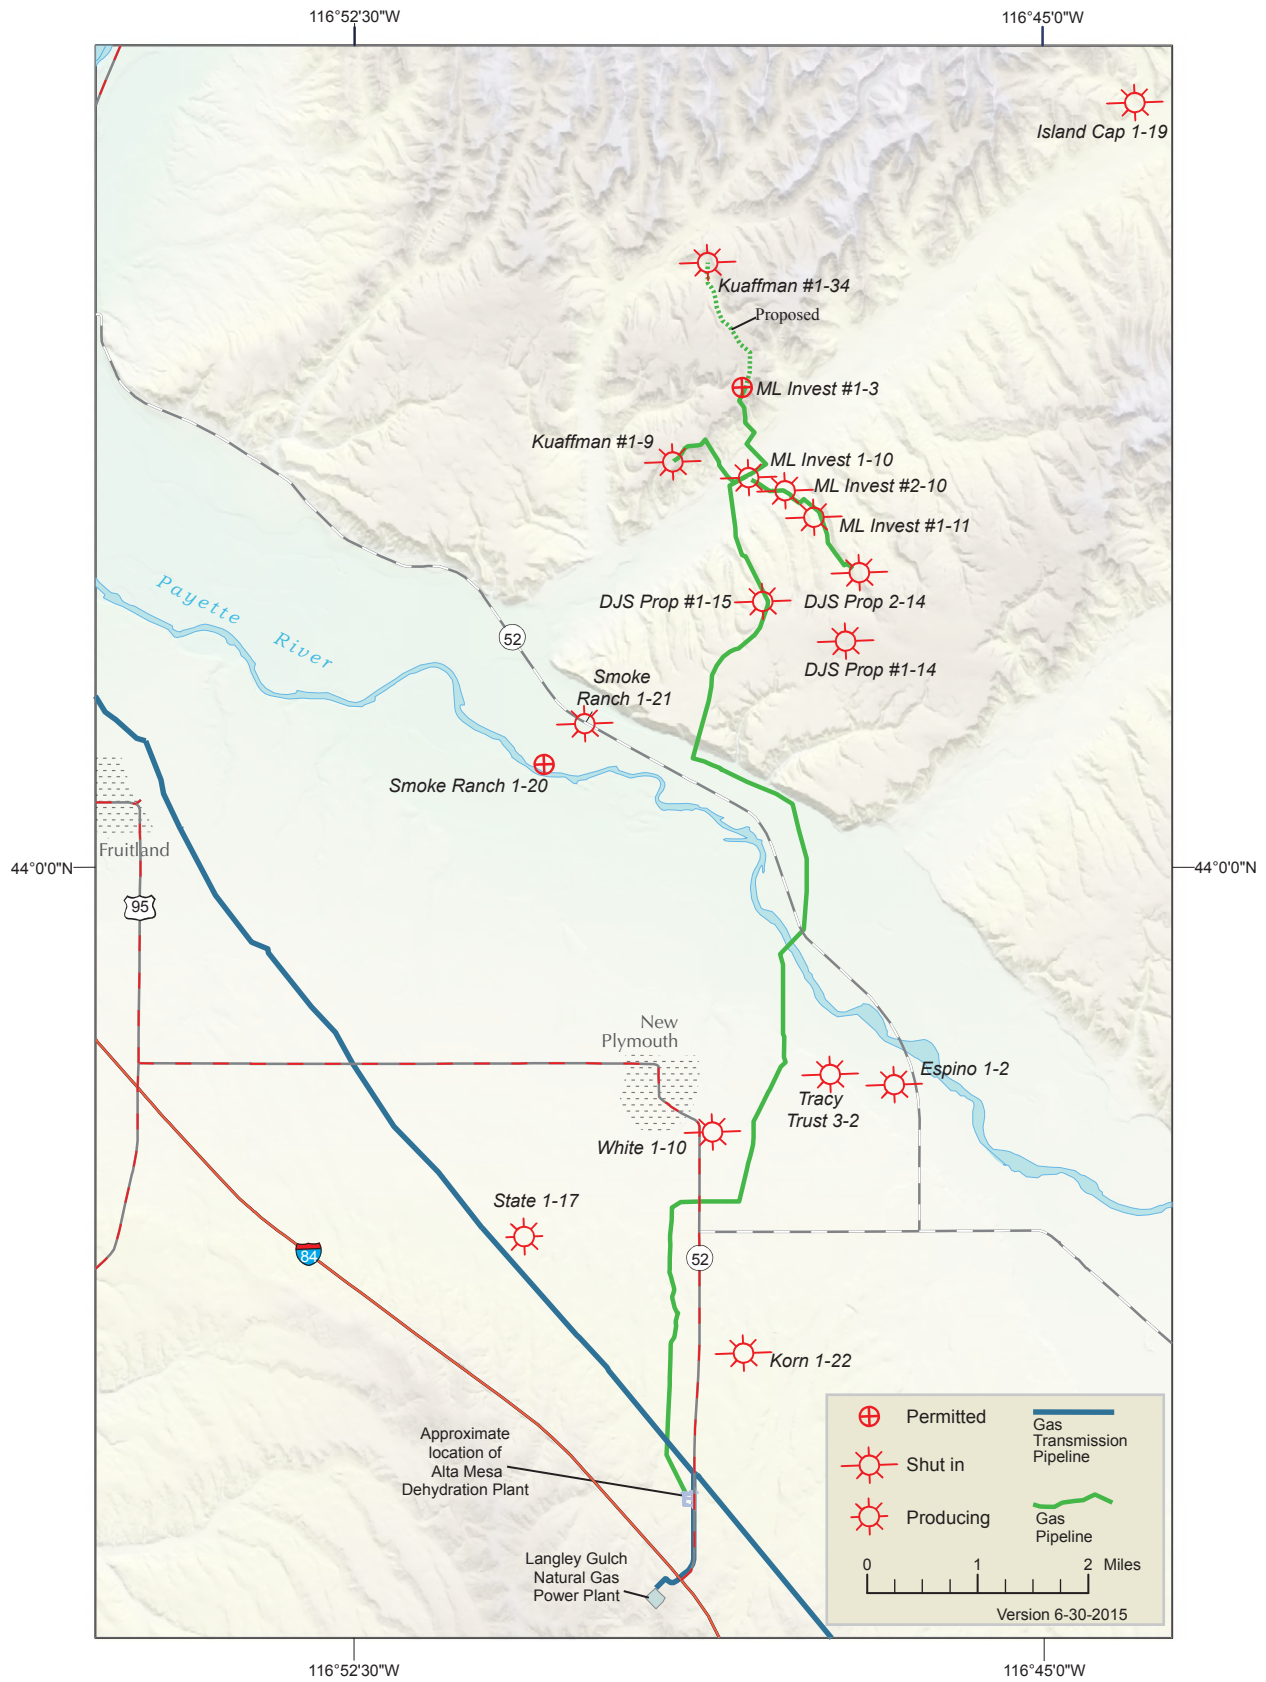 116°52'30"W
116°45'0"W
Island Cap 1-19
Kuaffman #1-34
Proposed
ML Invest #1-3
Kuaffman #1-9
ML Invest 1-10
ML Invest #2-10
ML Invest #1-11
Payette River
DJS Prop #1-15
DJS Prop 2-14
52
DJS Prop #1-14
Smoke
Ranch 1-21
Smoke Ranch 1-20
Fruitland
44°0'0"N
44°0'0"N
95
New
Plymouth
Espino 1-2
Tracy
Trust 3-2
White 1-10
State 1-17
84
52
Korn 1-22
Approximate
location of
Alta Mesa
Dehydration Plant
Langley Gulch
Natural Gas
Power Plant
Permitted
Shut in
Producing
Gas
Transmission
Pipeline
Gas
Pipeline
0 1 2 Miles
Version 6-30-2015
116°52'30"W
116°45'0"W